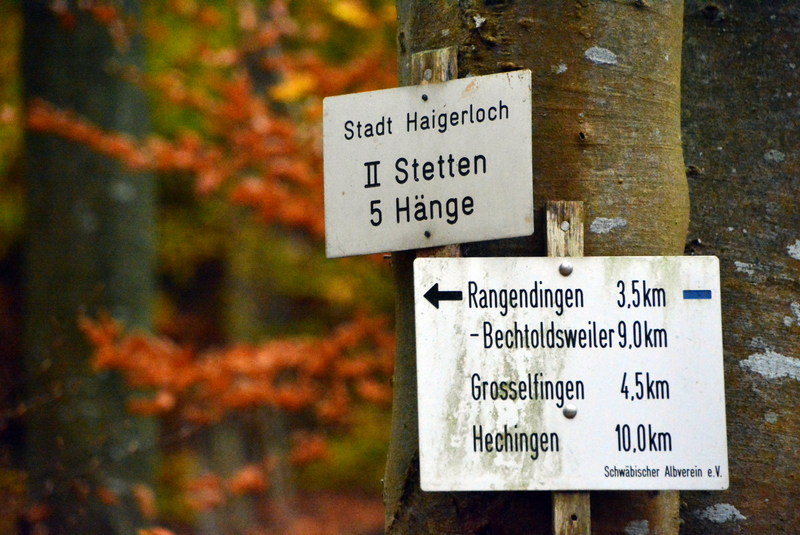 Stadt Haigerloch
II Stetten
5 Hänge
Rangendingen 3,5km
-Bechtoldsweiler 9,0km
Grosselfingen 4,5km
Hechingen 10,0km
Schwäbischer Albverein e.V.